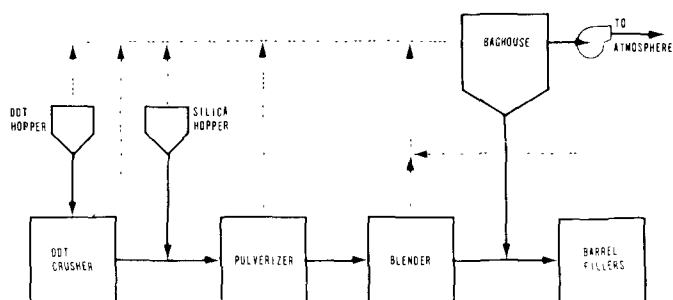 TO
ATMOSPHERE
BAGHOUSE
DDT
HOPPER
SILICA
HOPPER
DDT
CRUSHER
PULVERIZER
BLENDER
BARREL
FILLERS